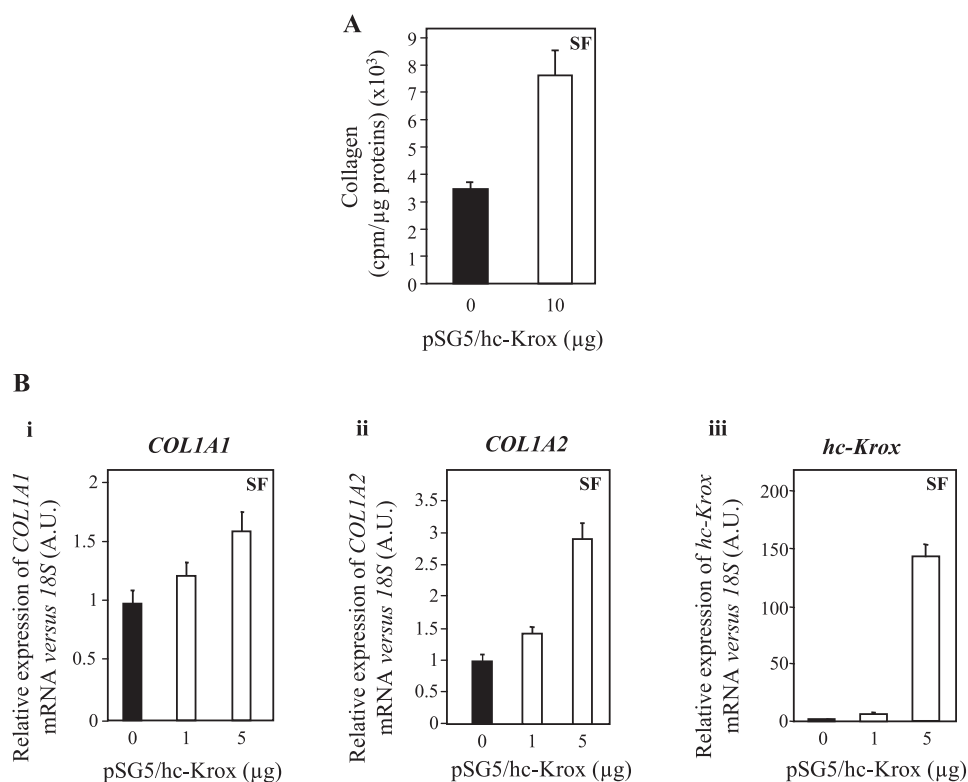 A
Collagen
(cpm/µg proteins) (x10³)
9
8
7
6
5
4
3
2
1
0
SF
0 10
pSG5/hc-Krox (µg)
B
i
COL1A1
Relative expression of COL1A1
mRNA versus 18S (A.U.)
2
1.5
1
0.5
0
SF
0 1 5
pSG5/hc-Krox (µg)
ii
COL1A2
Relative expression of COL1A2
mRNA versus 18S (A.U.)
3.5
3
2.5
2
1.5
1
0.5
0
SF
0 1 5
pSG5/hc-Krox (µg)
iii
hc-Krox
Relative expression of hc-Krox
mRNA versus 18S (A.U.)
200
150
100
50
0
SF
0 1 5
pSG5/hc-Krox (µg)